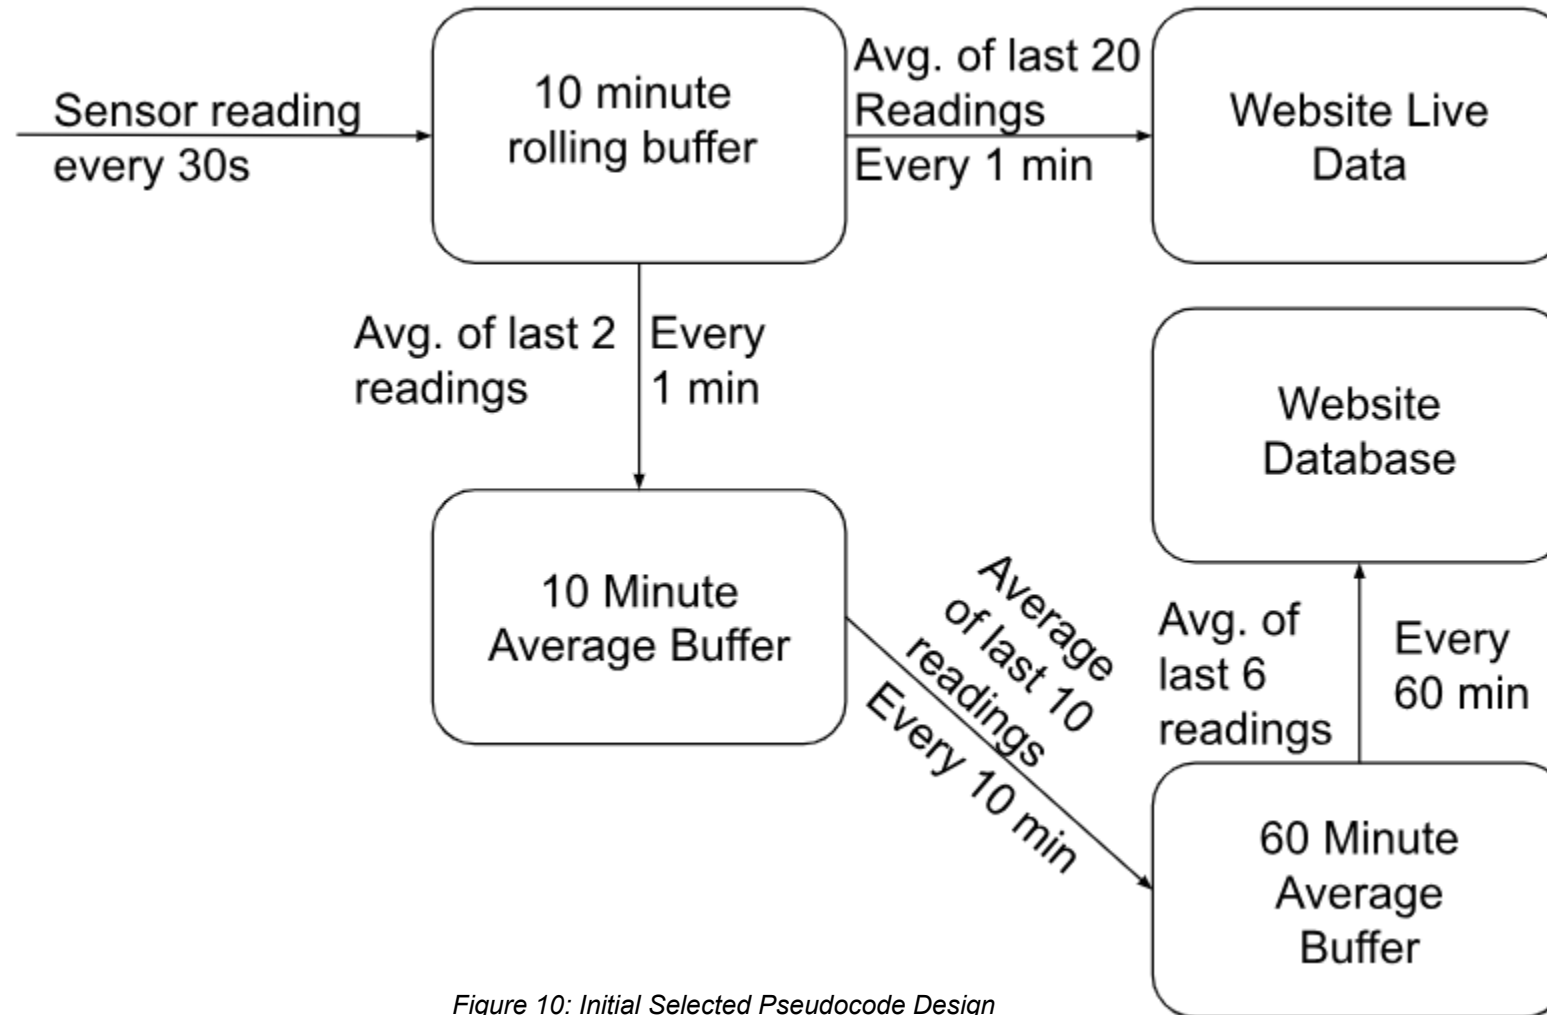 Sensor reading
every 30s
10 minute
rolling buffer
Avg. of last 20
Readings
Every 1 min
Website Live
Data
Avg. of last 2
readings
Every
1 min
10 Minute
Average Buffer
Average
of last 10
readings
Every 10 min
60 Minute
Average
Buffer
Avg. of
last 6
readings
Every
60 min
Website
Database
Figure 10: Initial Selected Pseudocode Design